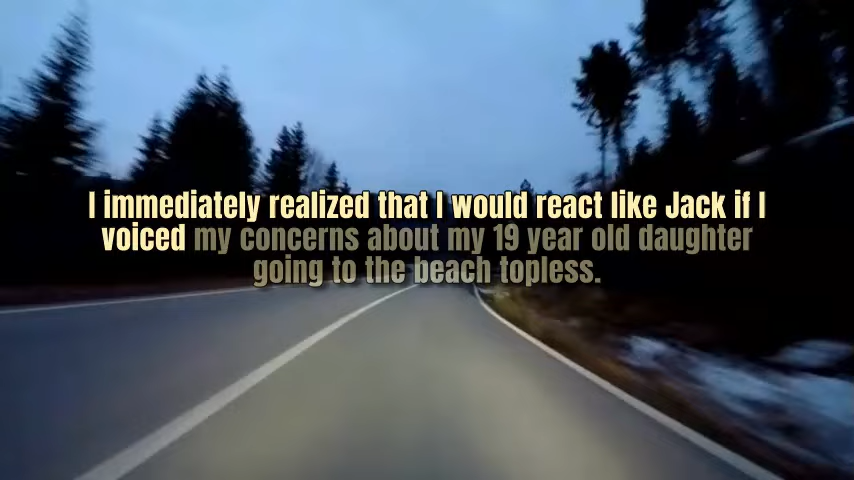 I immediately realized that I would react like Jack if I
voiced my concerns about my 19 year old daughter
going to the beach topless.